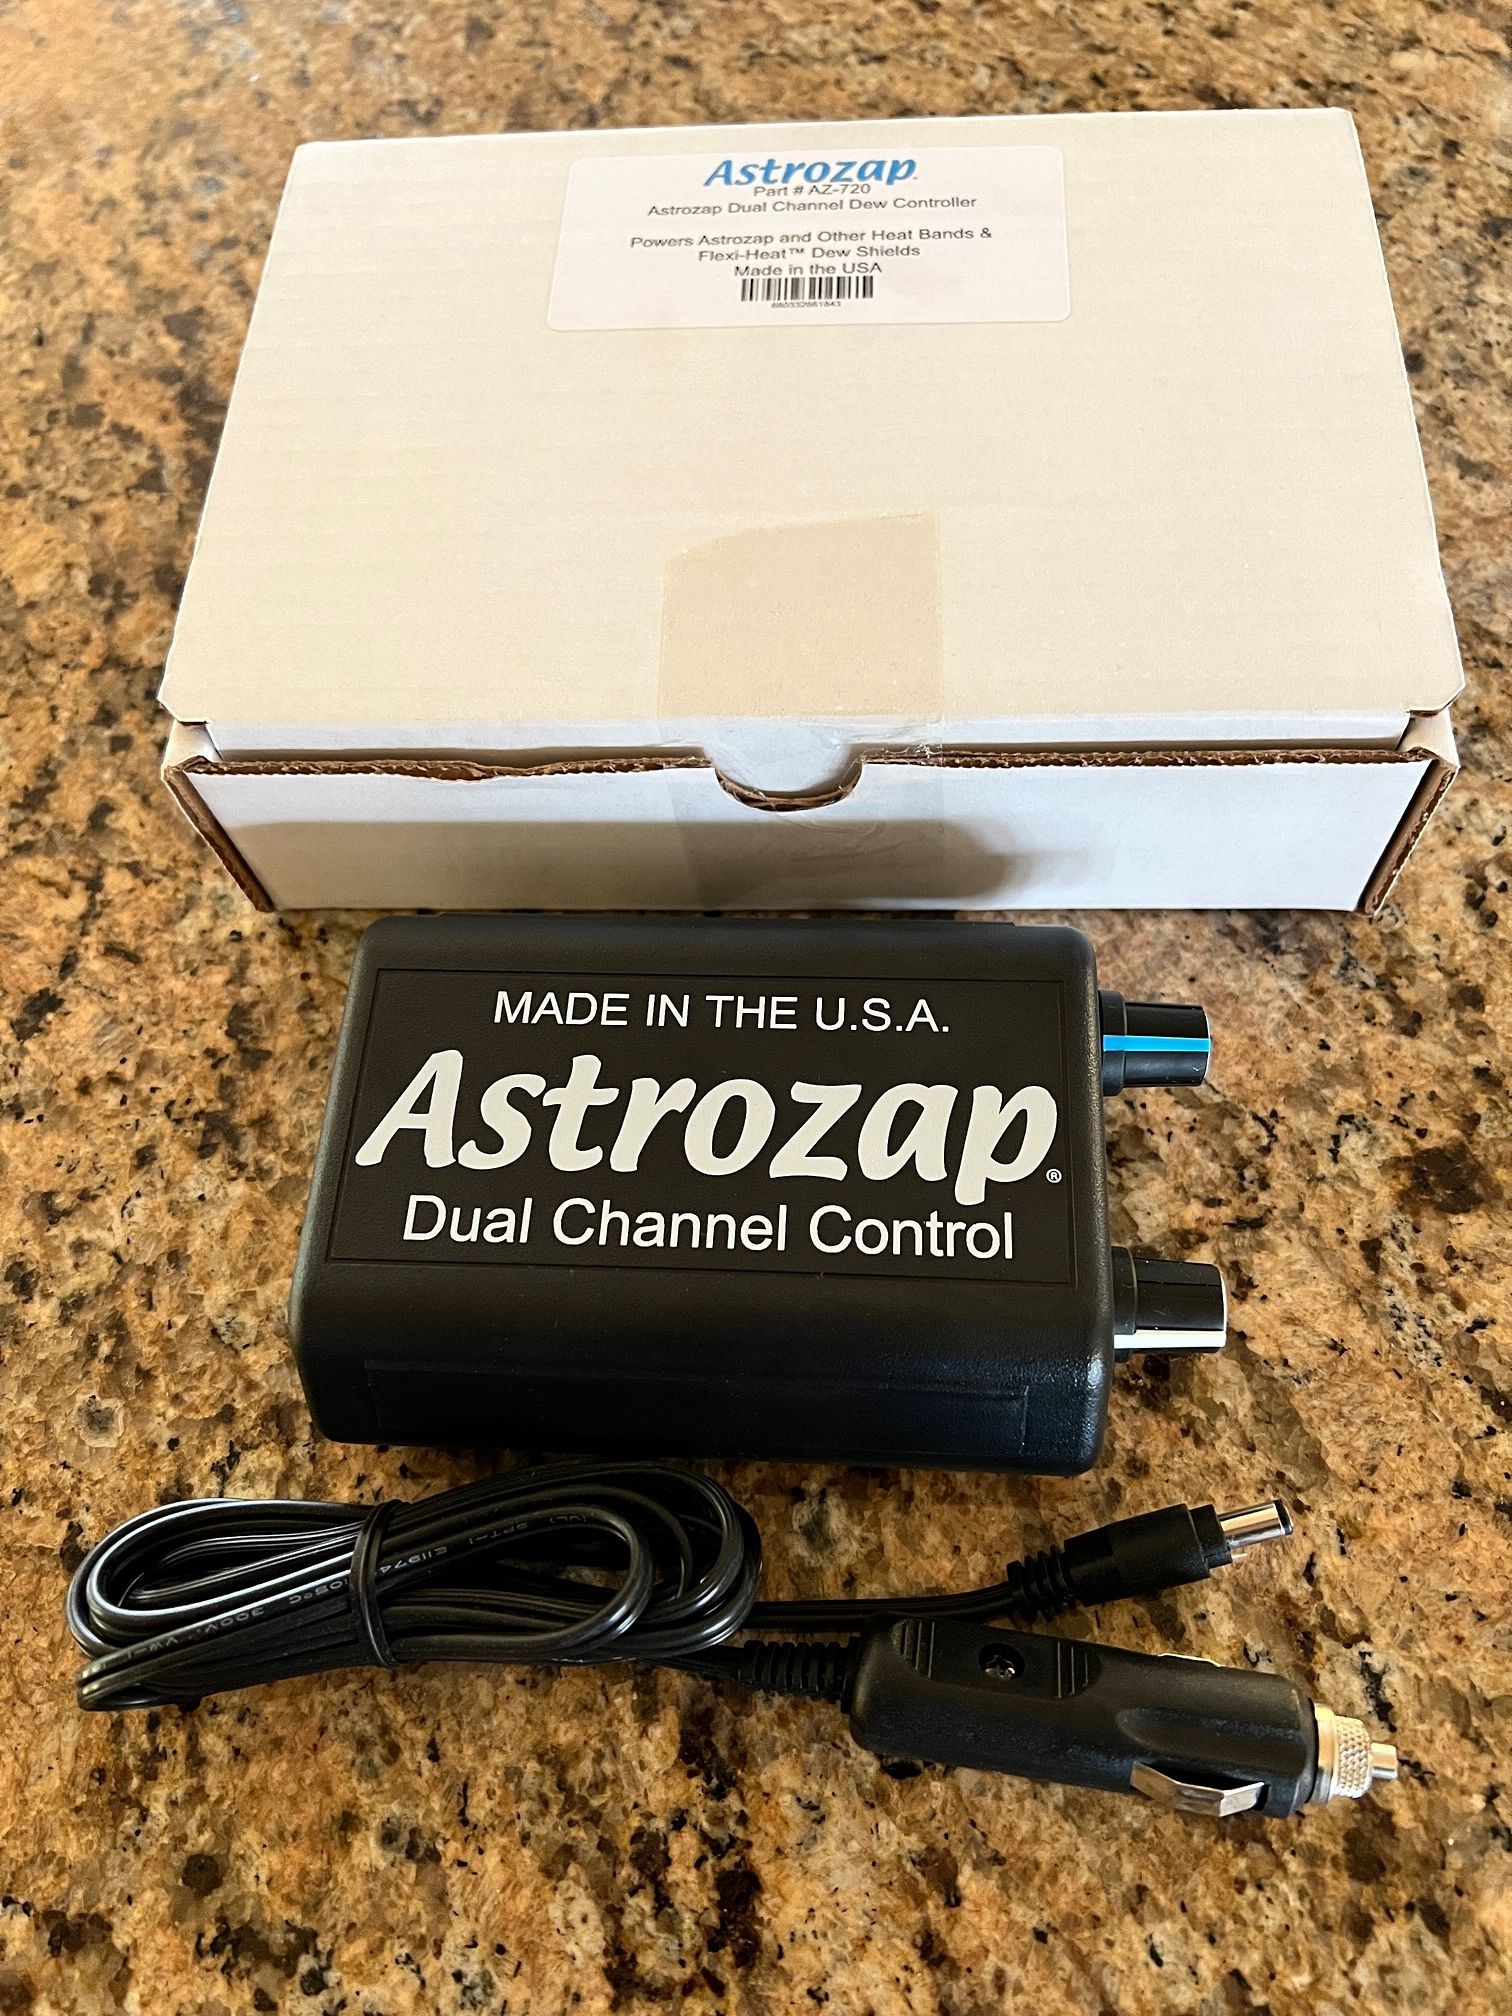 Astrozap
Part # AZ-720
Astrozap Dual Channel Dew Controller
Powers Astrozap and Other Heat Bands &
Flexi-Heat™ Dew Shields
Made in the USA
MADE IN THE U.S.A.
Astrozap®
Dual Channel Control